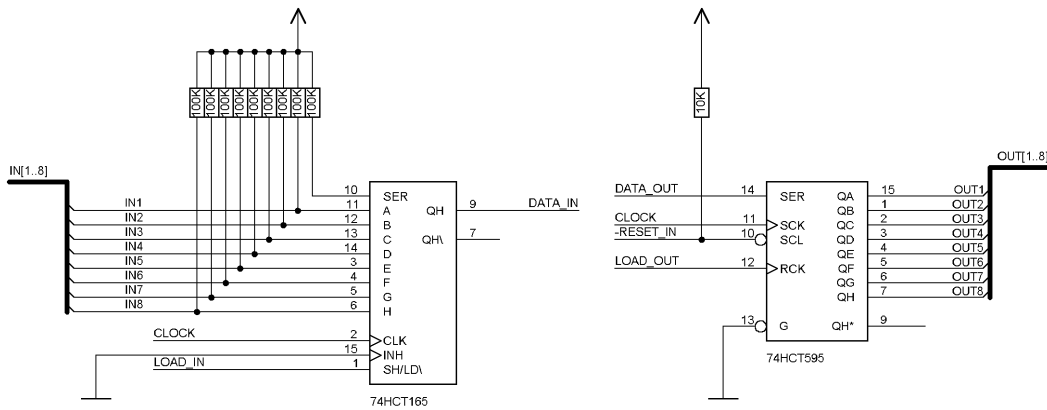 100K 100K 100K 100K 100K 100K 100K 100K 100K
10K
IN[1..8]
IN1
IN2
IN3
IN4
IN5
IN6
IN7
IN8
CLOCK
LOAD_IN
10 SER
11 A
12 B
13 C
14 D
3 E
4 F
5 G
6 H
2 CLK
15 INH
1 SH/LD\
QH 9 DATA_IN
QH\ 7
74HCT165
DATA_OUT 14 SER
CLOCK 11 SCK
-RESET_IN 10 SCL
LOAD_OUT 12 RCK
13 G
QA 15 OUT1
QB 1 OUT2
QC 2 OUT3
QD 3 OUT4
QE 4 OUT5
QF 5 OUT6
QG 6 OUT7
QH 7 OUT8
QH* 9
OUT[1..8]
74HCT595